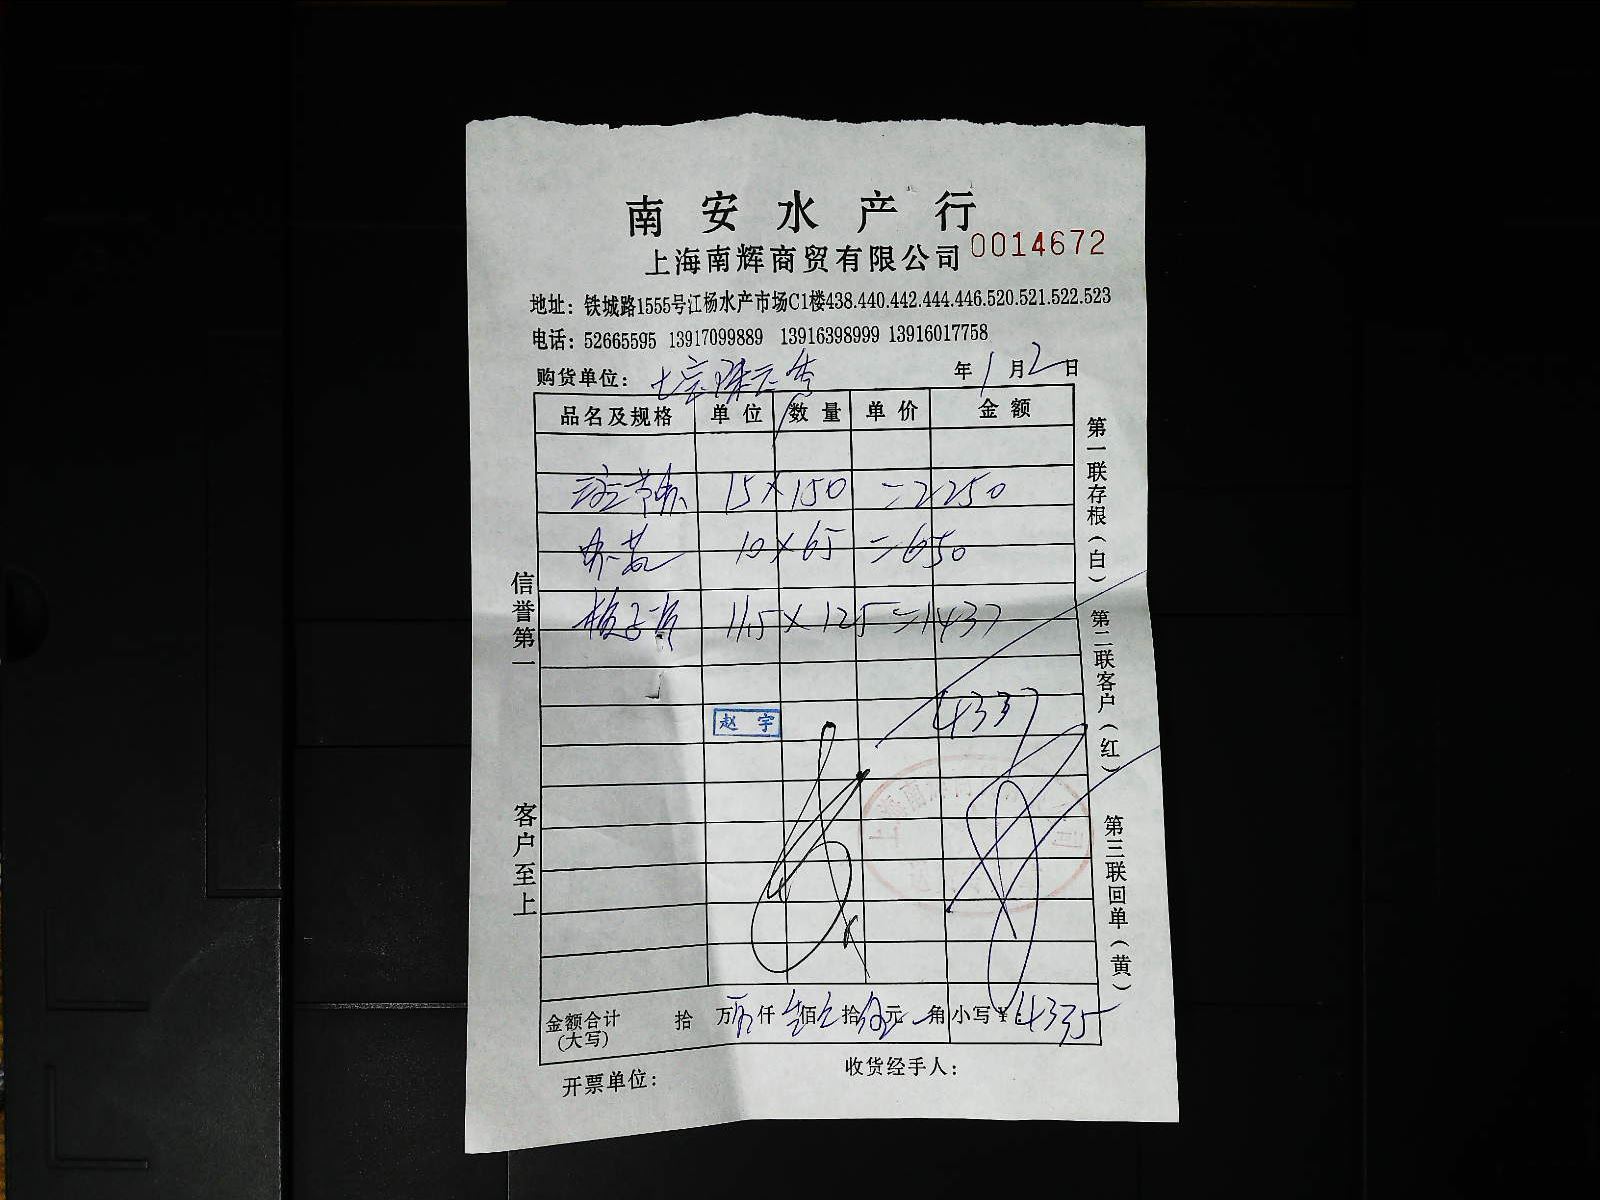 南安水产行
上海南辉商贸有限公司 0014672
地址：铁城路1555号江杨水产市场C1楼438.440.442.444.446.520.521.522.523
电话：52665595 13917099889 13916398999 13916017758
购货单位： 年1月2日
品名及规格 单位 数量 单价 金额
15×150=2250
10×65=650
11.5×125=1437
4337
赵宇
金额合计(大写) 拾 万 仟 佰 拾 元 角 小写￥：4335
开票单位： 收货经手人：
信誉第一
客户至上
第一联存根(白)
第二联客户(红)
第三联回单(黄)